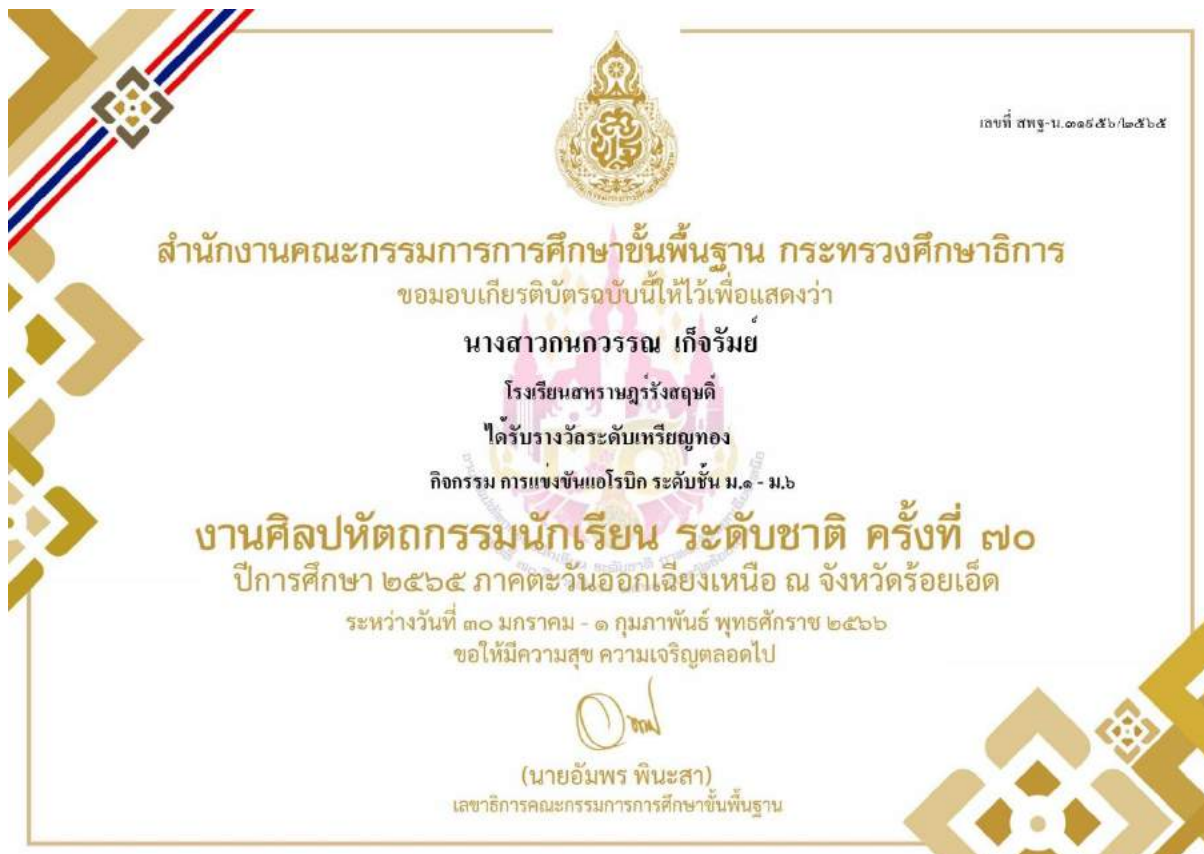 เลขที่ สพฐ-น.๓๑๙๕๖/๒๕๖๕
สำนักงานคณะกรรมการการศึกษาขั้นพื้นฐาน กระทรวงศึกษาธิการ
ขอมอบเกียรติบัตรฉบับนี้ให้ไว้เพื่อแสดงว่า
นางสาวกนกวรรณ เก็จรัมย์
โรงเรียนสหราษฎร์รังสฤษดิ์
ได้รับรางวัลระดับเหรียญทอง
กิจกรรม การแข่งขันแอโรบิก ระดับชั้น ม.๑ - ม.๖
งานศิลปหัตถกรรมนักเรียน ระดับชาติ ครั้งที่ ๗๐
ปีการศึกษา ๒๕๖๕ ภาคตะวันออกเฉียงเหนือ ณ จังหวัดร้อยเอ็ด
ระหว่างวันที่ ๓๐ มกราคม - ๑ กุมภาพันธ์ พุทธศักราช ๒๕๖๖
ขอให้มีความสุข ความเจริญตลอดไป
(นายอัมพร พินะสา)
เลขาธิการคณะกรรมการการศึกษาขั้นพื้นฐาน